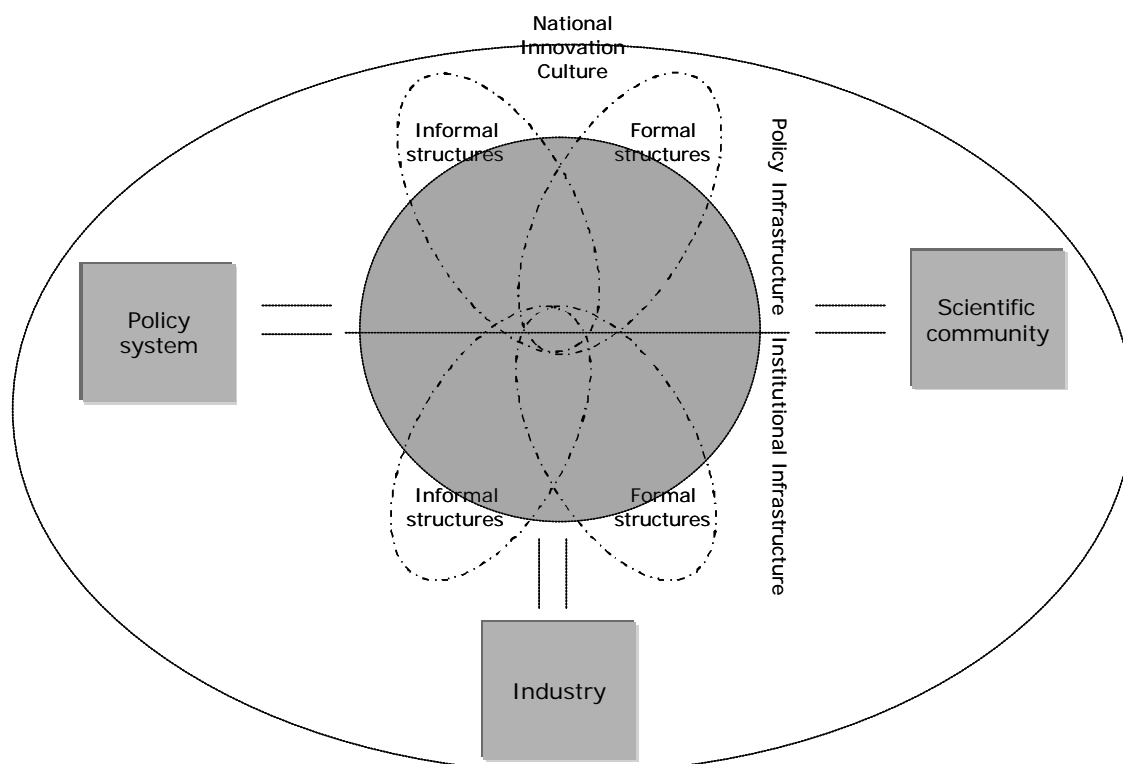 National
Innovation
Culture
Informal
structures
Formal
structures
Policy Infrastructure
Policy
system
Scientific
community
Institutional Infrastructure
Informal
structures
Formal
structures
Industry